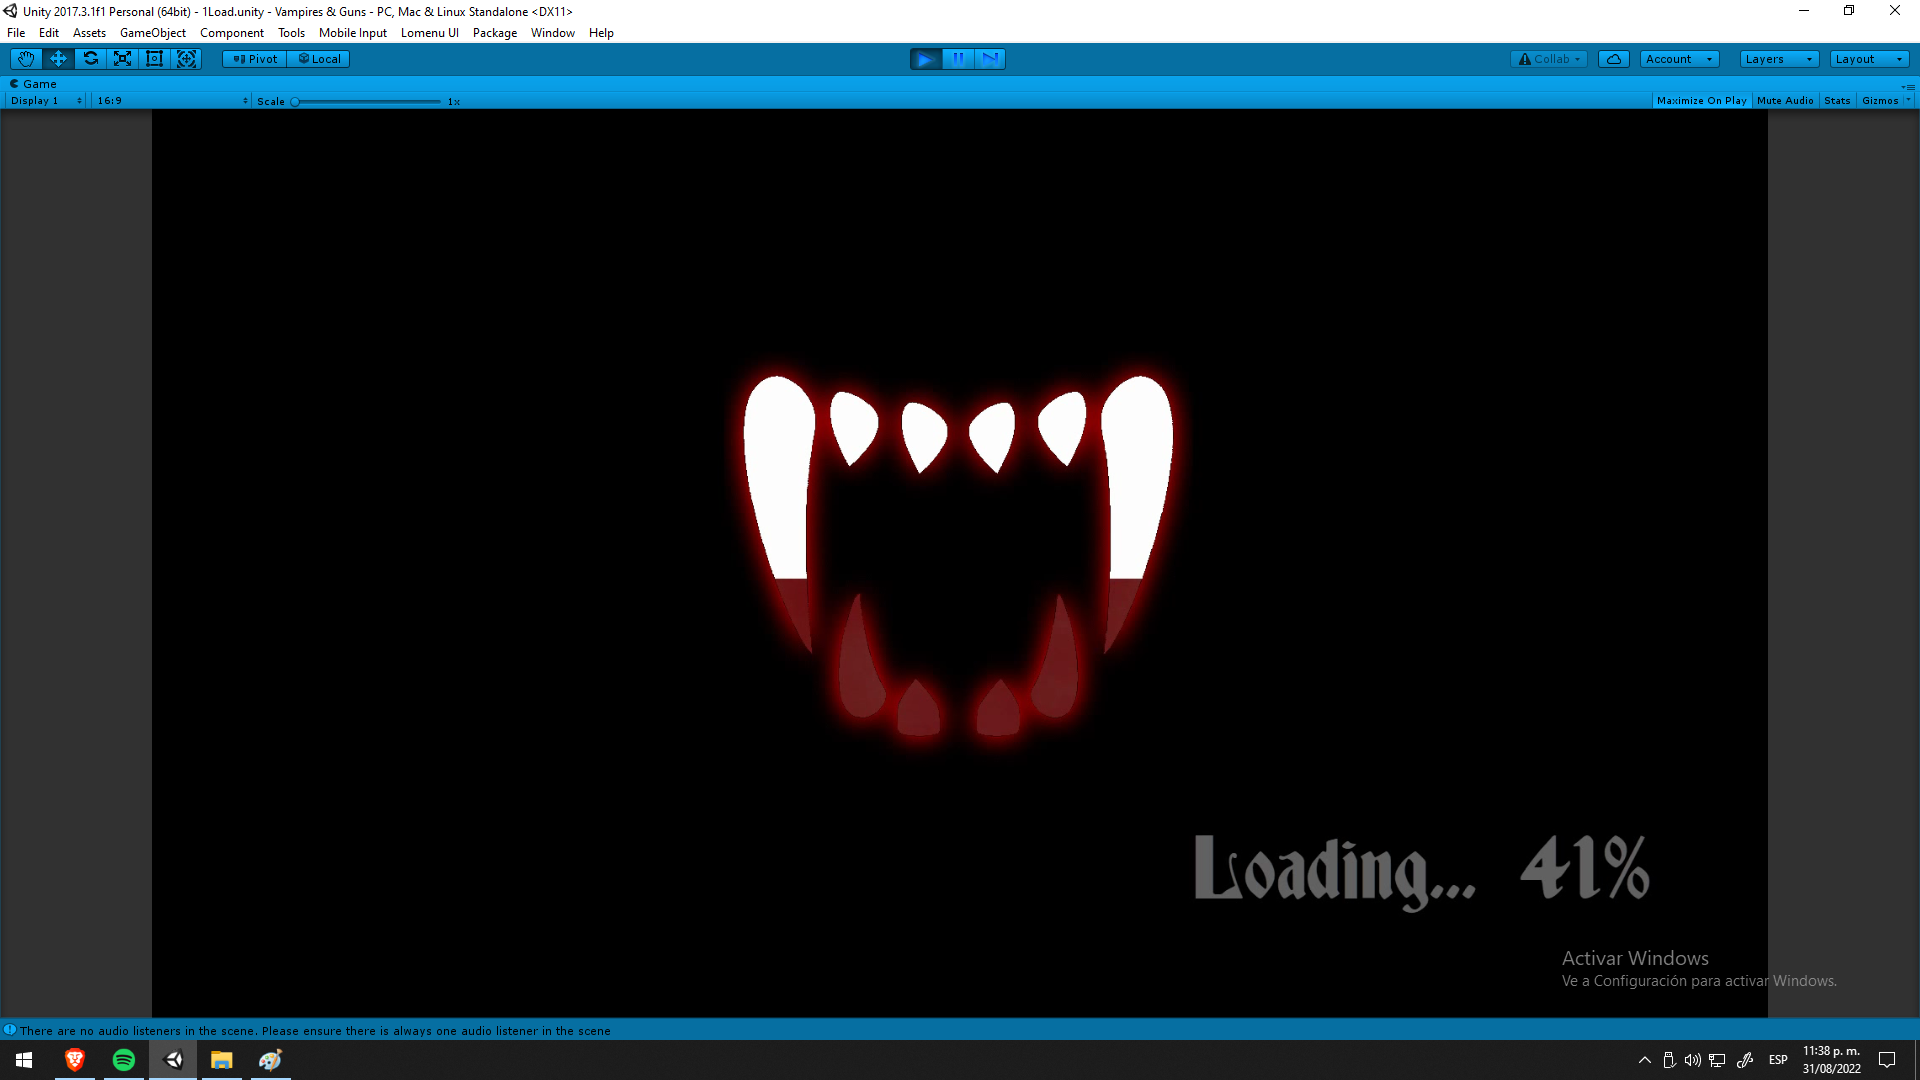 Unity 2017.3.1f1 Personal (64bit) - 1Load.unity - Vampires & Guns - PC, Mac & Linux Standalone <DX11>
File Edit Assets GameObject Component Tools Mobile Input Lomenu UI Package Window Help
Pivot Local Collab Account Layers Layout
Game
Display 1 16:9 Scale 1x Maximize On Play Mute Audio Stats Gizmos
Loading... 41%
Activar Windows
Ve a Configuración para activar Windows.
There are no audio listeners in the scene. Please ensure there is always one audio listener in the scene
ESP 11:38 p. m.
31/08/2022